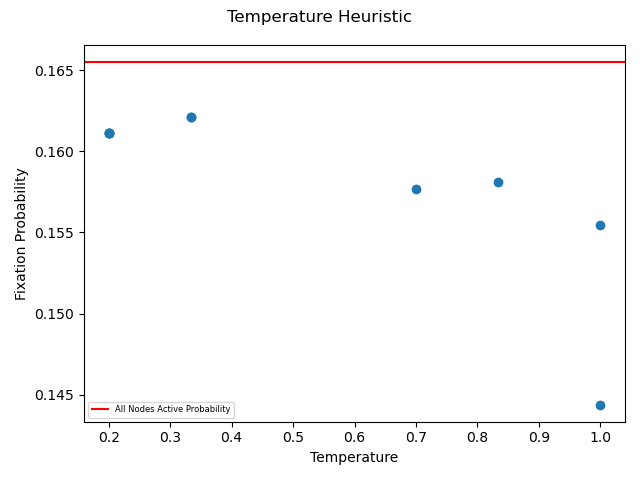 Temperature Heuristic
Fixation Probability
0.165
0.160
0.155
0.150
0.145
All Nodes Active Probability
0.2 0.3 0.4 0.5 0.6 0.7 0.8 0.9 1.0
Temperature